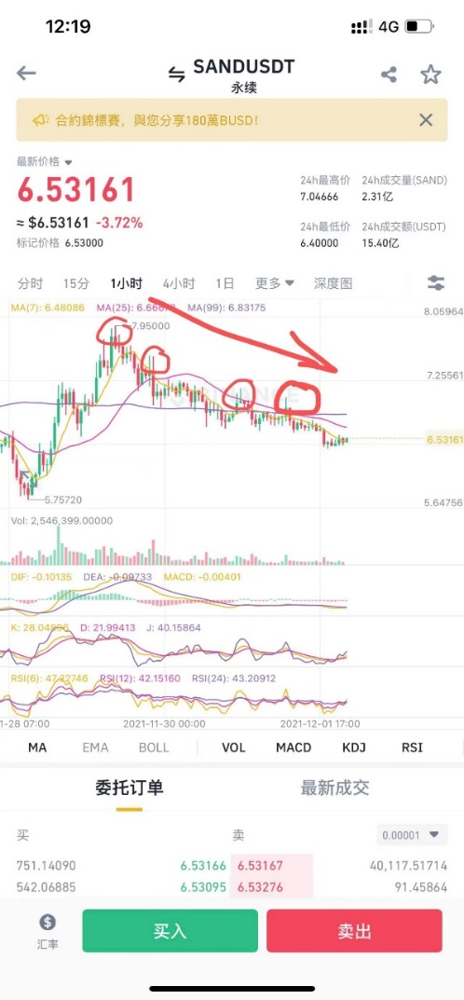 12:19 4G
SANDUSDT
永续
合約錦標賽，與您分享180萬BUSD！
最新价格
6.53161
≈ $6.53161 -3.72%
标记价格 6.53000
24h最高价 24h成交量(SAND)
7.04666 2.31亿
24h最低价 24h成交额(USDT)
6.40000 15.40亿
分时 15分 1小时 4小时 1日 更多 深度图
MA(7): 6.48086 MA(25): MA(99): 6.83175
8.05964
7.95000
7.25561
6.53161
5.75720
5.64756
Vol: 2,546,399.00000
DIF: -0.10135 DEA: -0.09733 MACD: -0.00401
K: D: 21.99413 J: 40.15864
RSI(6): 47.22746 RSI(12): 42.15160 RSI(24): 43.20912
1-28 07:00 2021-11-30 00:00 2021-12-01 17:00
MA EMA BOLL VOL MACD KDJ RSI
委托订单 最新成交
买 卖 0.00001
751.14090 6.53166 6.53167 40,117.51714
542.06885 6.53095 6.53276 91.45864
汇率 买入 卖出